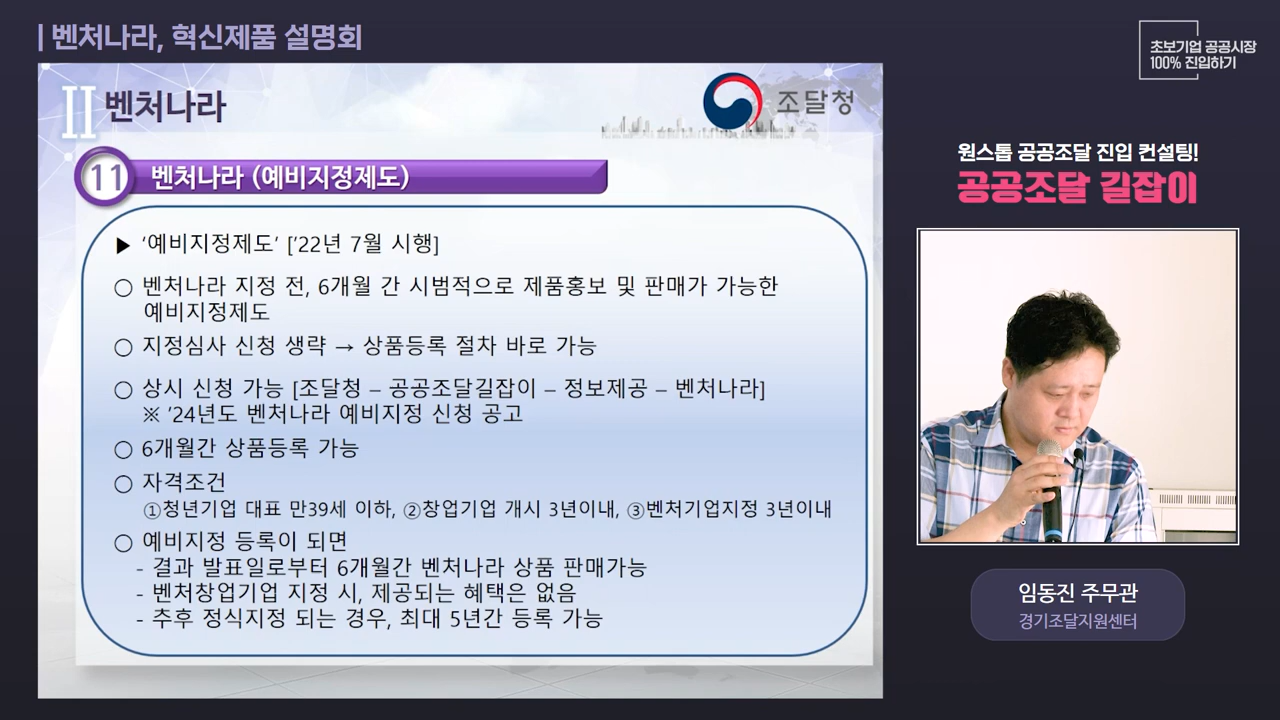 | 벤처나라, 혁신제품 설명회
초보기업 공공시장
100% 진입하기
Ⅱ 벤처나라
조달청
11 벤처나라 (예비지정제도)
▶ ‘예비지정제도’ [’22년 7월 시행]
○ 벤처나라 지정 전, 6개월 간 시범적으로 제품홍보 및 판매가 가능한
예비지정제도
○ 지정심사 신청 생략 → 상품등록 절차 바로 가능
○ 상시 신청 가능 [조달청 – 공공조달길잡이 – 정보제공 – 벤처나라]
※ ’24년도 벤처나라 예비지정 신청 공고
○ 6개월간 상품등록 가능
○ 자격조건
①청년기업 대표 만39세 이하, ②창업기업 개시 3년이내, ③벤처기업지정 3년이내
○ 예비지정 등록이 되면
- 결과 발표일로부터 6개월간 벤처나라 상품 판매가능
- 벤처창업기업 지정 시, 제공되는 혜택은 없음
- 추후 정식지정 되는 경우, 최대 5년간 등록 가능
원스톱 공공조달 진입 컨설팅!
공공조달 길잡이
임동진 주무관
경기조달지원센터